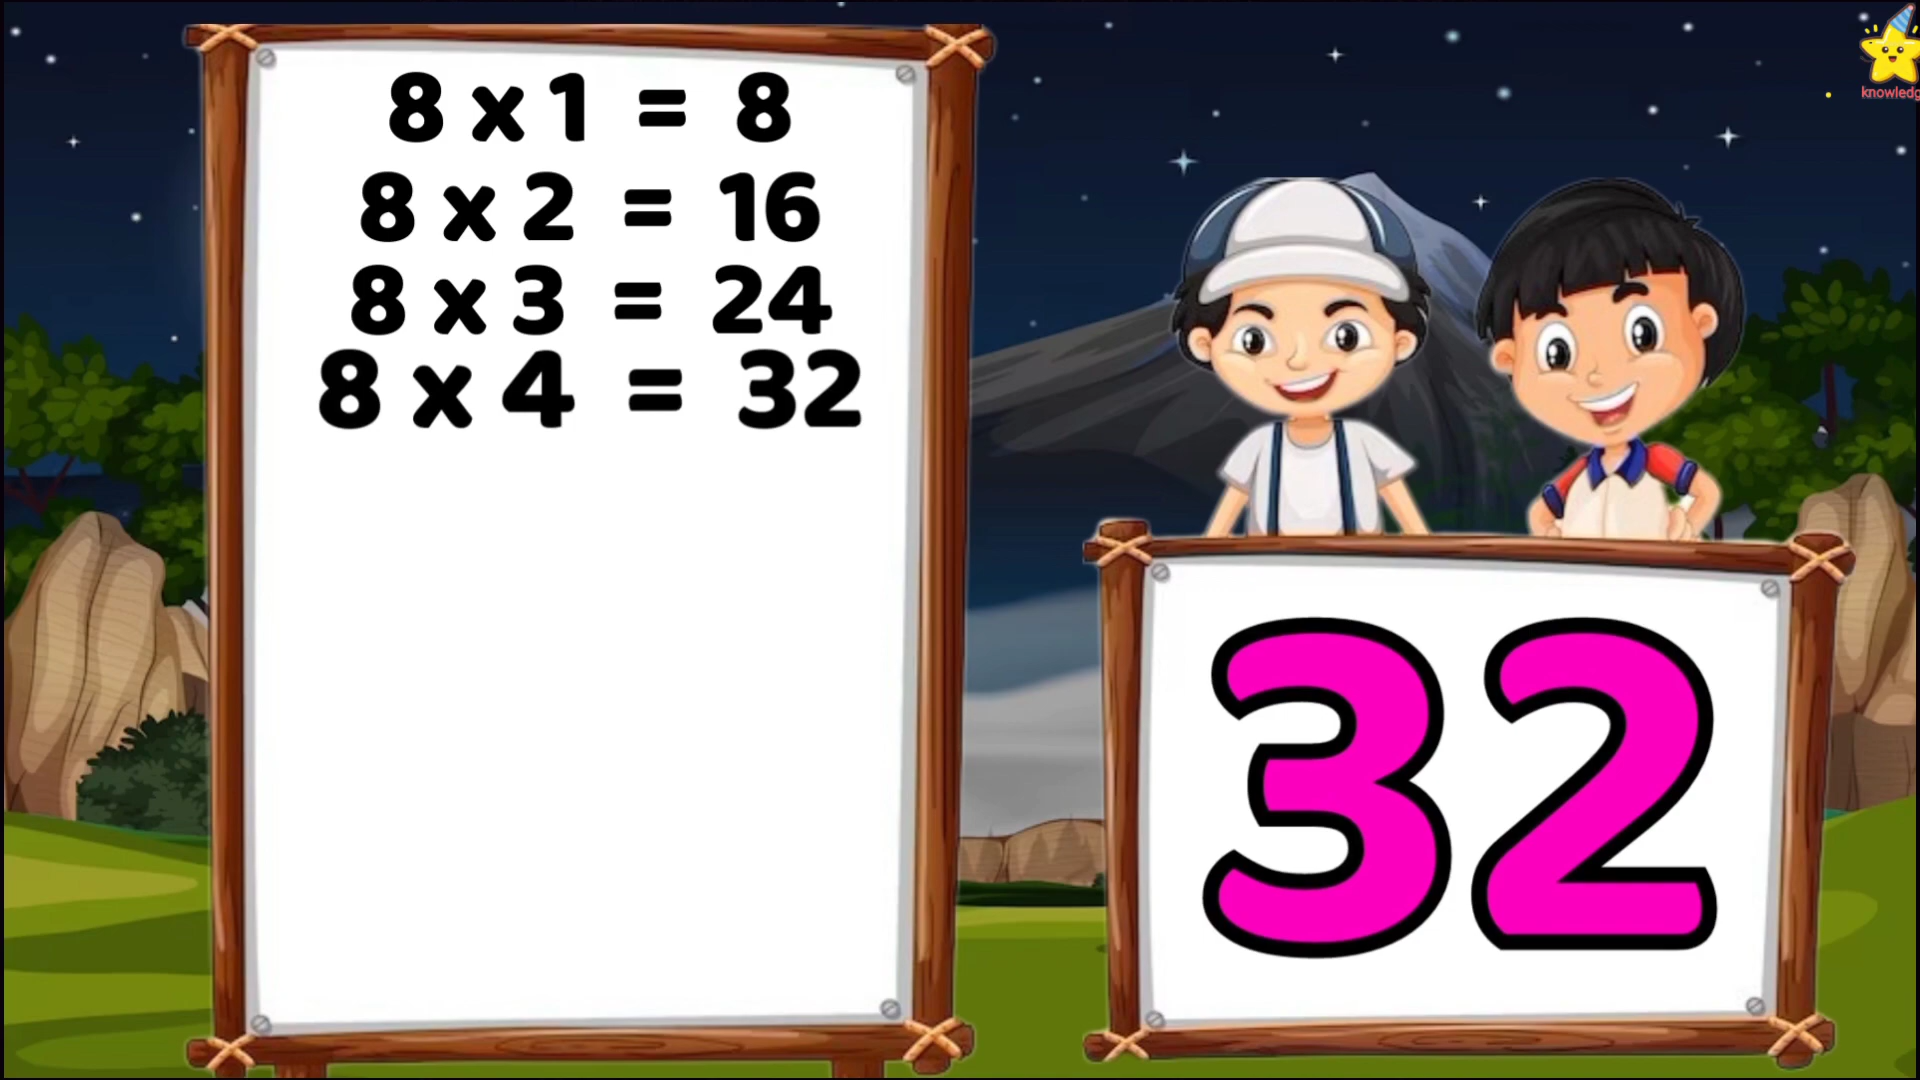 8 x 1 = 8
8 x 2 = 16
8 x 3 = 24
8 x 4 = 32
32